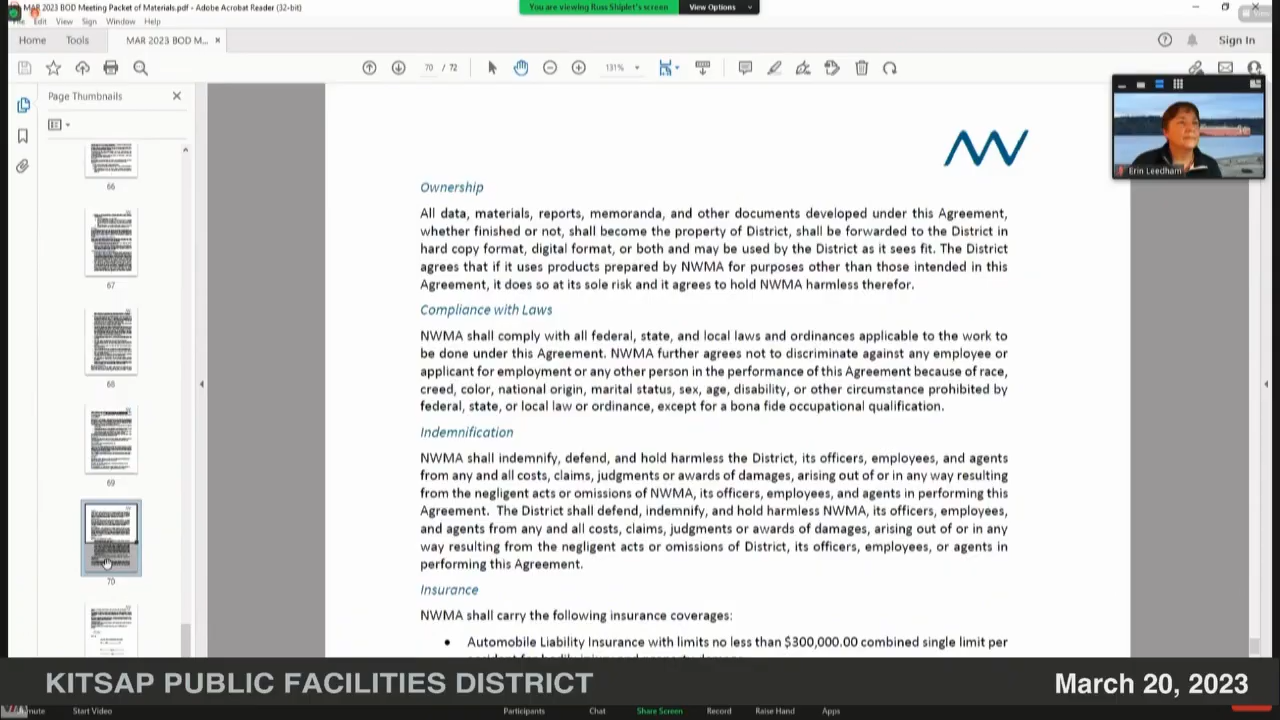 MAR 2023 BOD Meeting Packet of Materials.pdf - Adobe Acrobat Reader (32-bit)
You are viewing Russ Shiplet's screen
View Options
View
File Edit View Sign Window Help
Home Tools MAR 2023 BOD M... ×
Sign In
70 / 72
131%
Page Thumbnails
66
67
68
69
70
Erin Leedham
Ownership
All data, materials, reports, memoranda, and other documents developed under this Agreement,
whether finished or not, shall become the property of District, shall be forwarded to the District in
hard copy format, digital format, or both and may be used by the District as it sees fit. The District
agrees that if it uses products prepared by NWMA for purposes other than those intended in this
Agreement, it does so at its sole risk and it agrees to hold NWMA harmless therefor.
Compliance with Laws
NWMA shall comply with all federal, state, and local laws and ordinances applicable to the work to
be done under this Agreement. NWMA further agrees not to discriminate against any employee or
applicant for employment or any other person in the performance of this Agreement because of race,
creed, color, national origin, marital status, sex, age, disability, or other circumstance prohibited by
federal, state, or local law or ordinance, except for a bona fide occupational qualification.
Indemnification
NWMA shall indemnify, defend, and hold harmless the District, its officers, employees, and agents
from any and all costs, claims, judgments or awards of damages, arising out of or in any way resulting
from the negligent acts or omissions of NWMA, its officers, employees, and agents in performing this
Agreement. The District shall defend, indemnify, and hold harmless NWMA, its officers, employees,
and agents from any and all costs, claims, judgments or awards of damages, arising out of or in any
way resulting from the negligent acts or omissions of District, its officers, employees, or agents in
performing this Agreement.
Insurance
NWMA shall carry the following insurance coverages:
• Automobile Liability Insurance with limits no less than $300,000.00 combined single limit per
KITSAP PUBLIC FACILITIES DISTRICT
March 20, 2023
Start Video Participants Chat Share Screen Record Raise Hand Apps